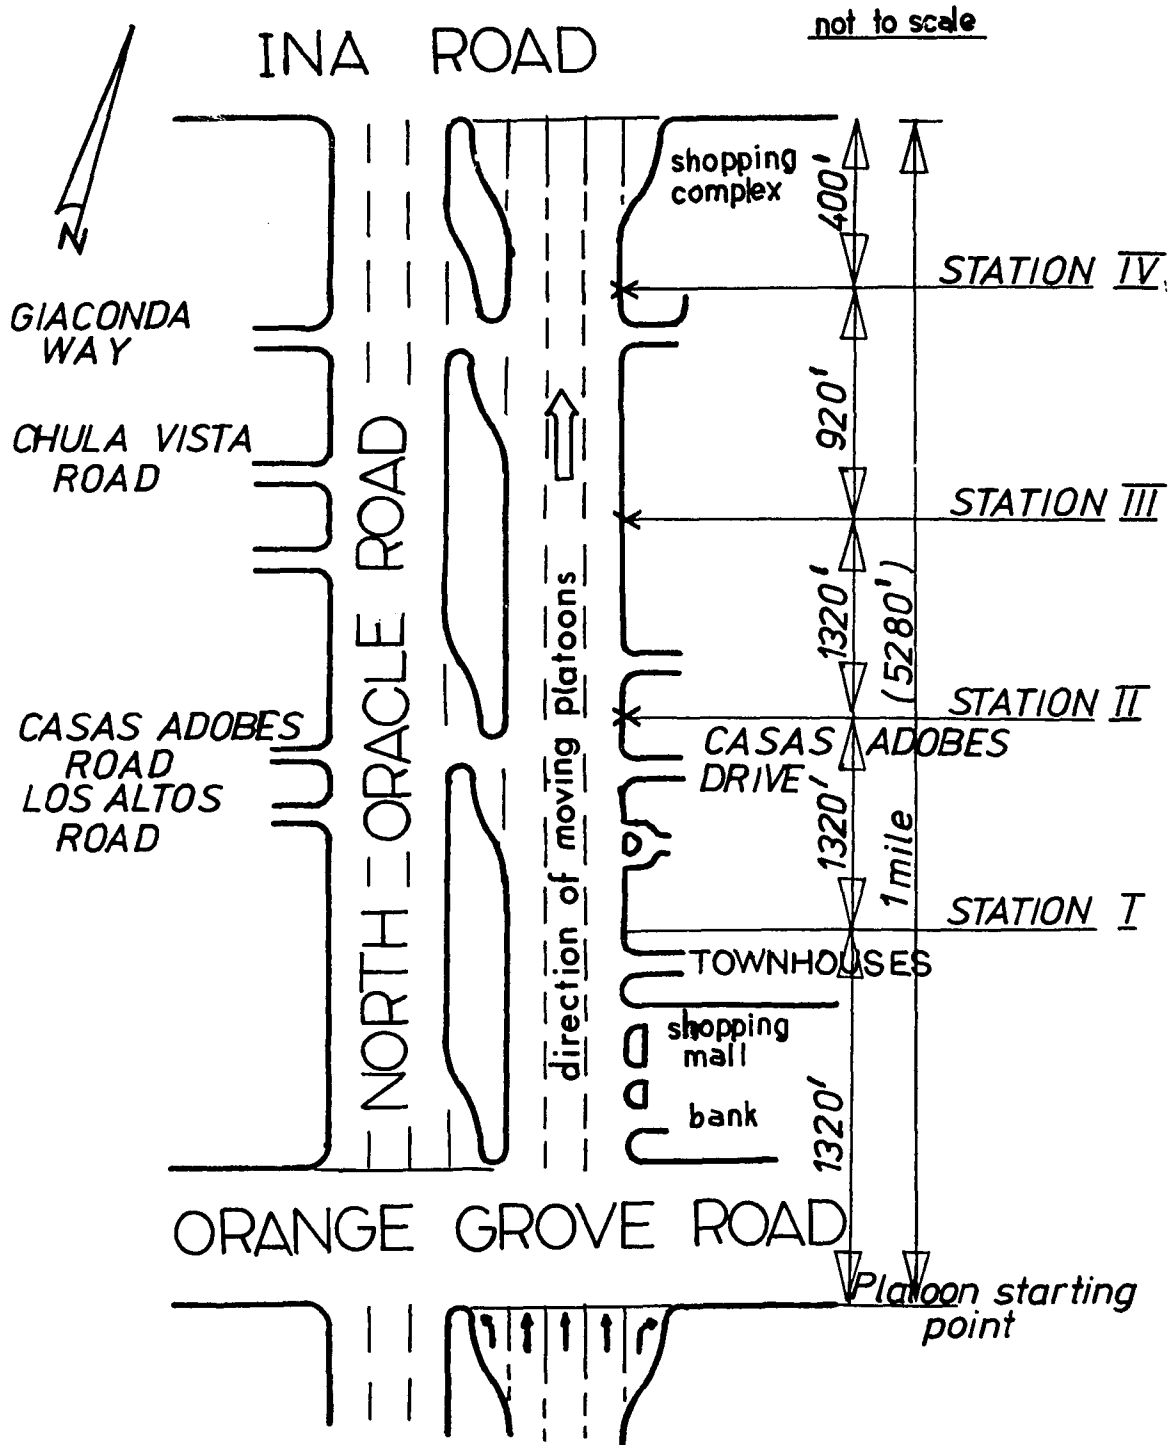 not to scale
INA ROAD
N
shopping
complex
400'
STATION IV
GIACONDA
WAY
920'
CHULA VISTA
ROAD
STATION III
NORTH ORACLE ROAD
direction of moving platoons
1320'
(5280')
1 mile
STATION II
CASAS ADOBES
ROAD
CASAS ADOBES
DRIVE
LOS ALTOS
ROAD
1320'
STATION I
TOWNHOUSES
shopping
mall
bank
1320'
ORANGE GROVE ROAD
Platoon starting
point